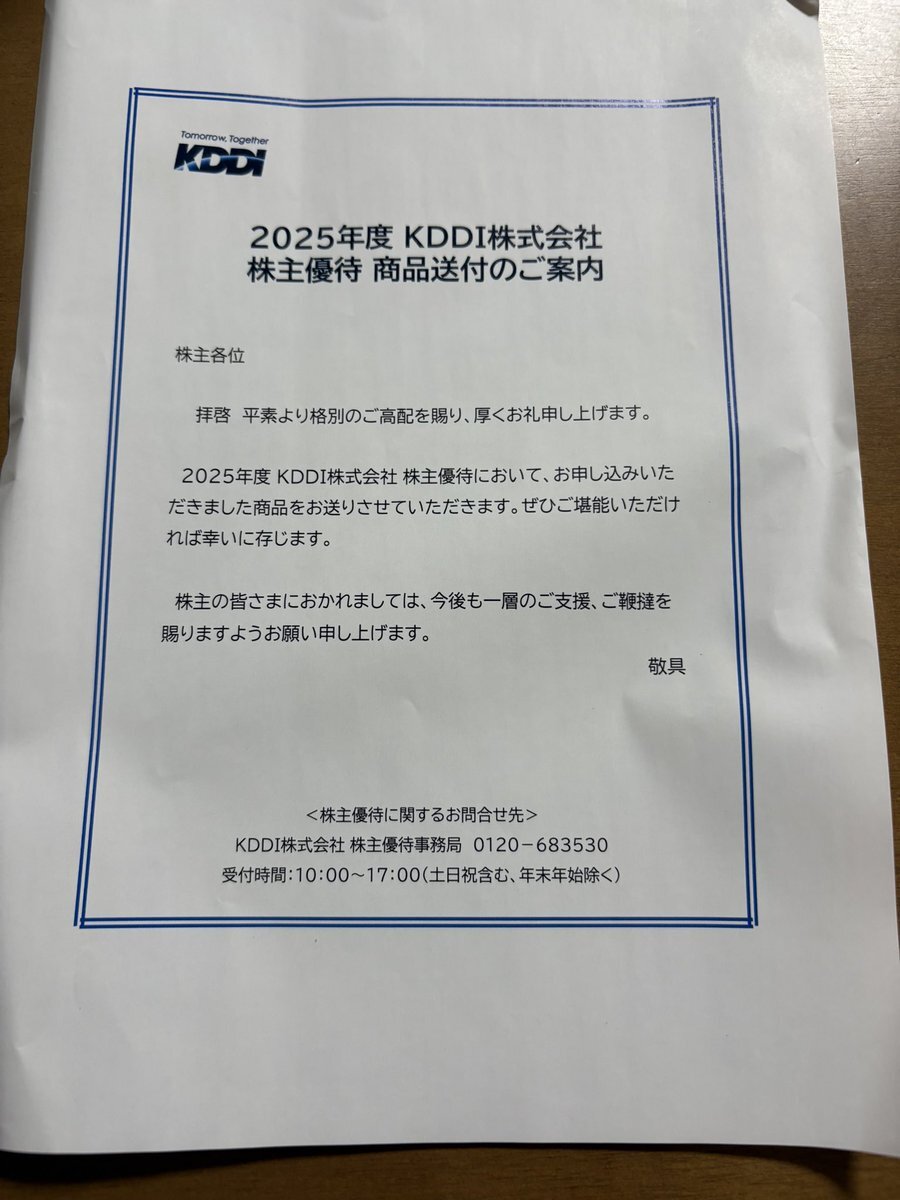 Tomorrow, Together
KDDI
2025年度 KDDI株式会社
株主優待 商品送付のご案内
株主各位
拝啓 平素より格別のご高配を賜り、厚くお礼申し上げます。
2025年度 KDDI株式会社 株主優待において、お申し込みいた
だきました商品をお送りさせていただきます。ぜひご堪能いただけ
れば幸いに存じます。
株主の皆さまにおかれましては、今後も一層のご支援、ご鞭撻を
賜りますようお願い申し上げます。
敬具
<株主優待に関するお問合せ先>
KDDI株式会社 株主優待事務局 0120-683530
受付時間:10:00~17:00(土日祝含む、年末年始除く)